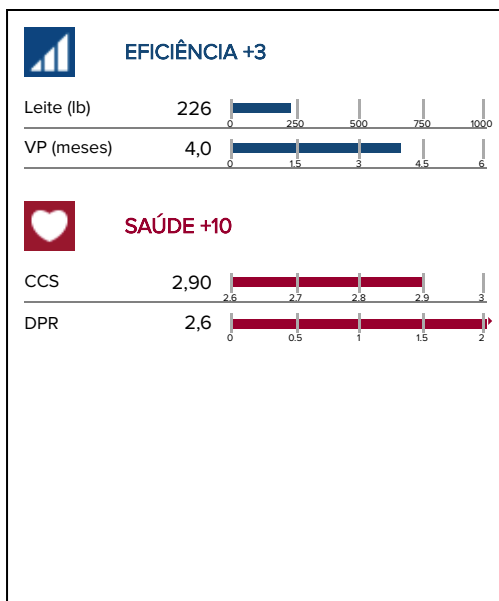 EFICIÊNCIA +3
Leite (lb) 226
0 250 500 750 1000
VP (meses) 4,0
0 1.5 3 4.5 6
SAÚDE +10
CCS 2,90
2.6 2.7 2.8 2.9 3
DPR 2,6
0 0.5 1 1.5 2